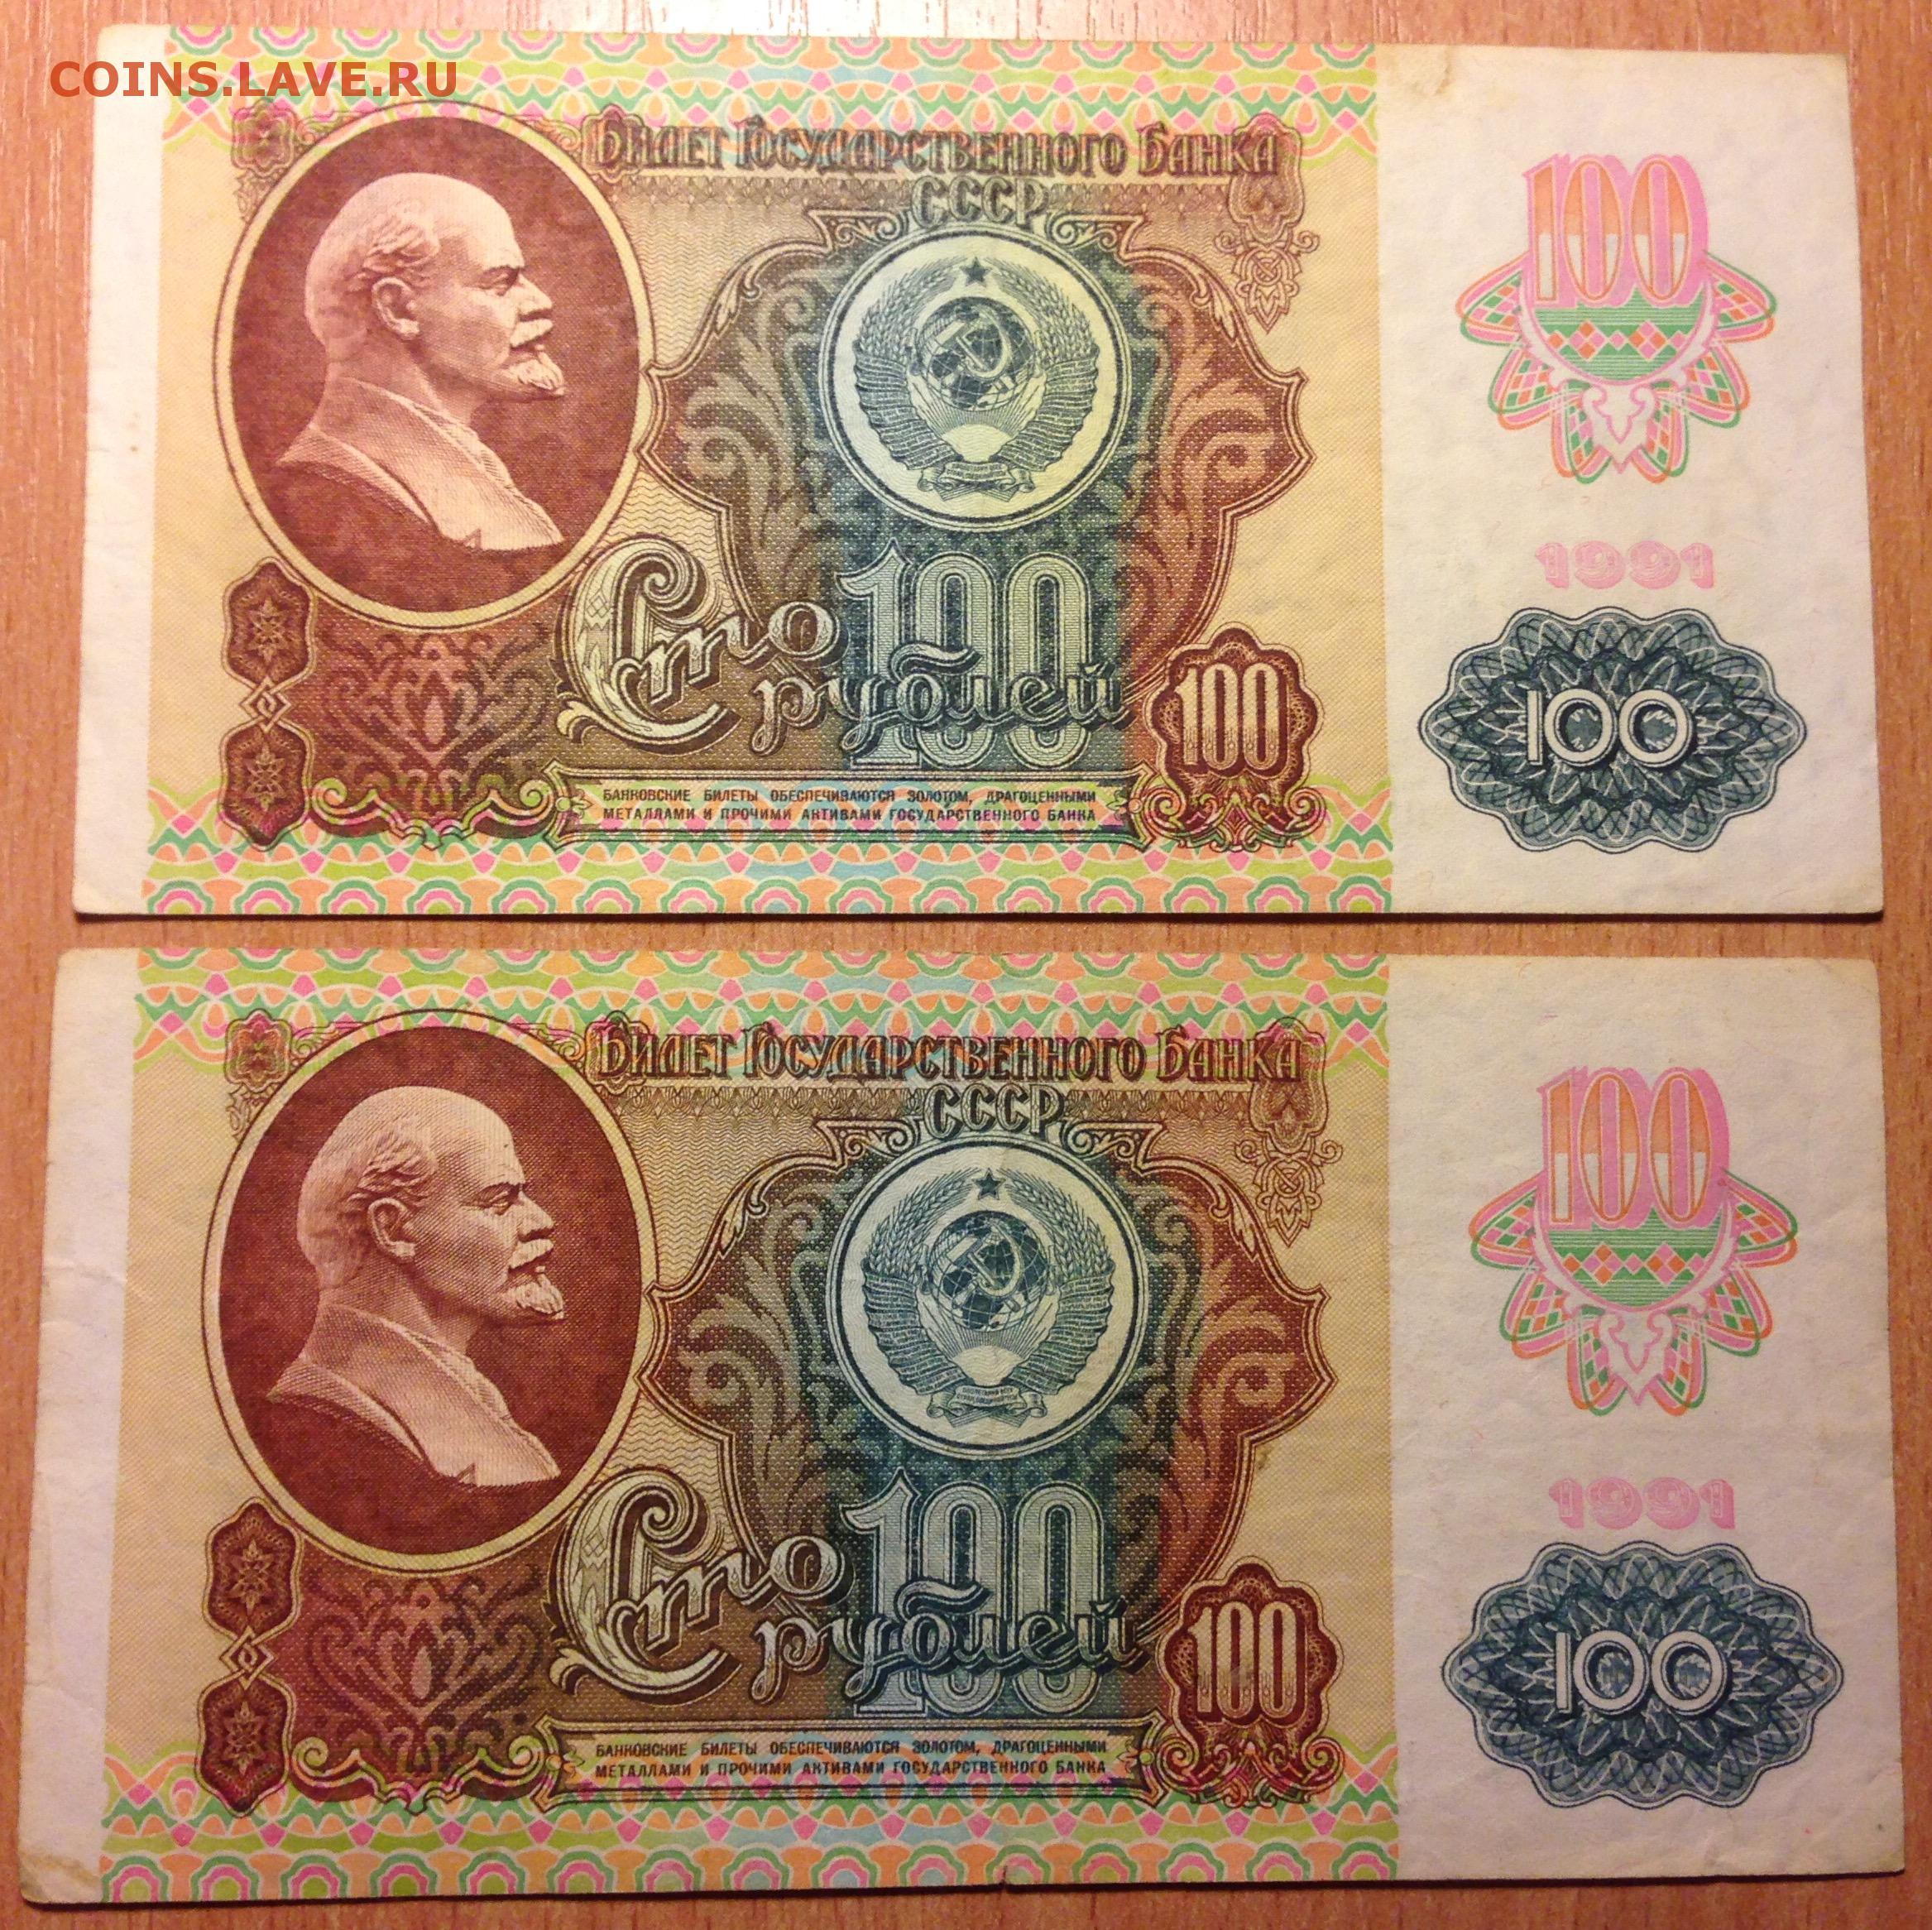 COINS.LAVE.RU
Билет Государственного Банка
СССР
100
1991
100
Сто
рублей
100
100
БАНКОВСКИЕ БИЛЕТЫ ОБЕСПЕЧИВАЮТСЯ ЗОЛОТОМ, ДРАГОЦЕННЫМИ
МЕТАЛЛАМИ И ПРОЧИМИ АКТИВАМИ ГОСУДАРСТВЕННОГО БАНКА
100
Билет Государственного Банка
СССР
100
1991
100
Сто
рублей
100
100
БАНКОВСКИЕ БИЛЕТЫ ОБЕСПЕЧИВАЮТСЯ ЗОЛОТОМ, ДРАГОЦЕННЫМИ
МЕТАЛЛАМИ И ПРОЧИМИ АКТИВАМИ ГОСУДАРСТВЕННОГО БАНКА
100